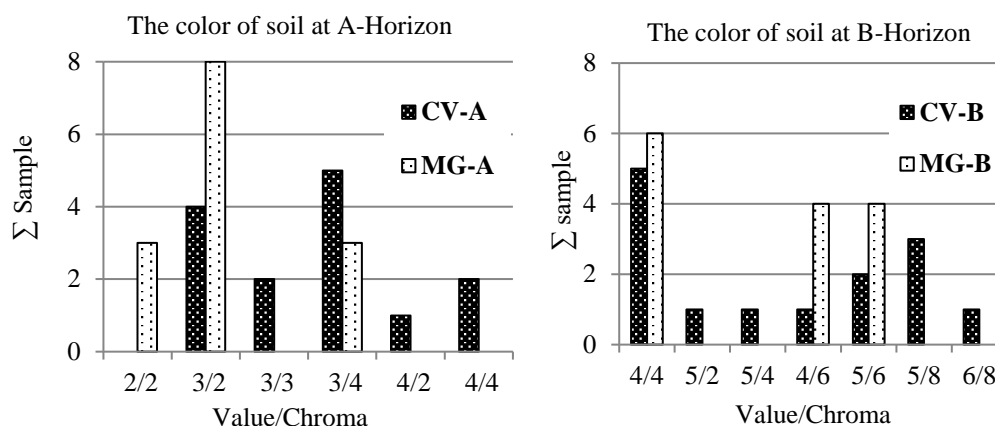 The color of soil at A-Horizon
8
6
4
2
0
∑ Sample
CV-A
MG-A
2/2 3/2 3/3 3/4 4/2 4/4
Value/Chroma
The color of soil at B-Horizon
8
6
4
2
0
∑ sample
CV-B
MG-B
4/4 5/2 5/4 4/6 5/6 5/8 6/8
Value/Chroma